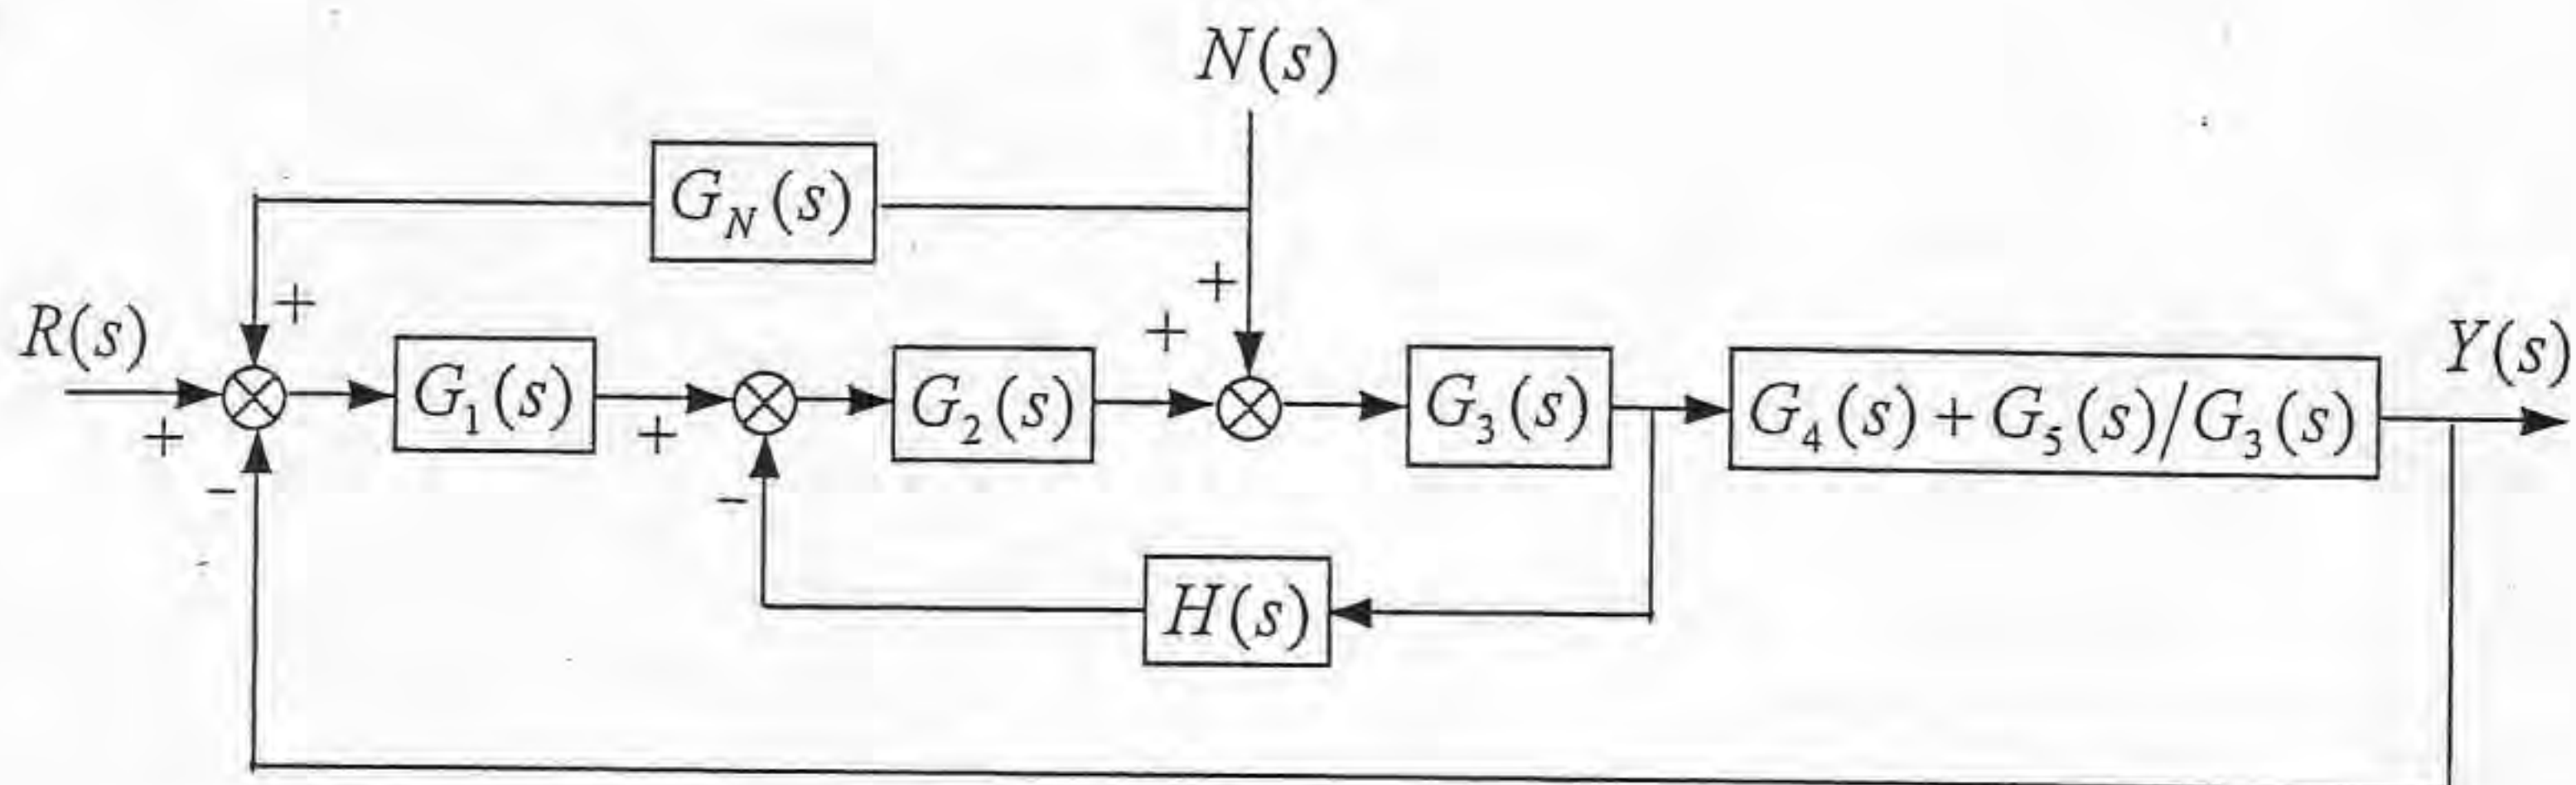 N(s)
G_N(s)
+
+
+
R(s)
G_1(s)
G_2(s)
G_3(s)
G_4(s) + G_5(s)/G_3(s)
Y(s)
+
+
−
−
H(s)